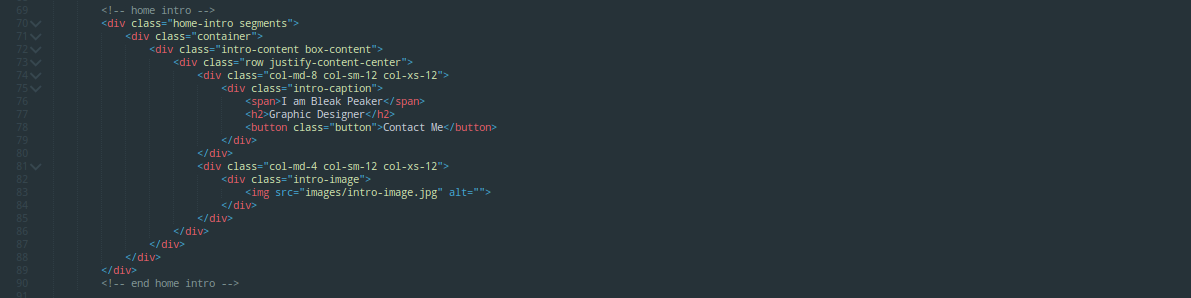 69 <!-- home intro -->
70 <div class="home-intro segments">
71 <div class="container">
72 <div class="intro-content box-content">
73 <div class="row justify-content-center">
74 <div class="col-md-8 col-sm-12 col-xs-12">
75 <div class="intro-caption">
76 <span>I am Bleak Peaker</span>
77 <h2>Graphic Designer</h2>
78 <button class="button">Contact Me</button>
79 </div>
80 </div>
81 <div class="col-md-4 col-sm-12 col-xs-12">
82 <div class="intro-image">
83 <img src="images/intro-image.jpg" alt="">
84 </div>
85 </div>
86 </div>
87 </div>
88 </div>
89 </div>
90 <!-- end home intro -->
91